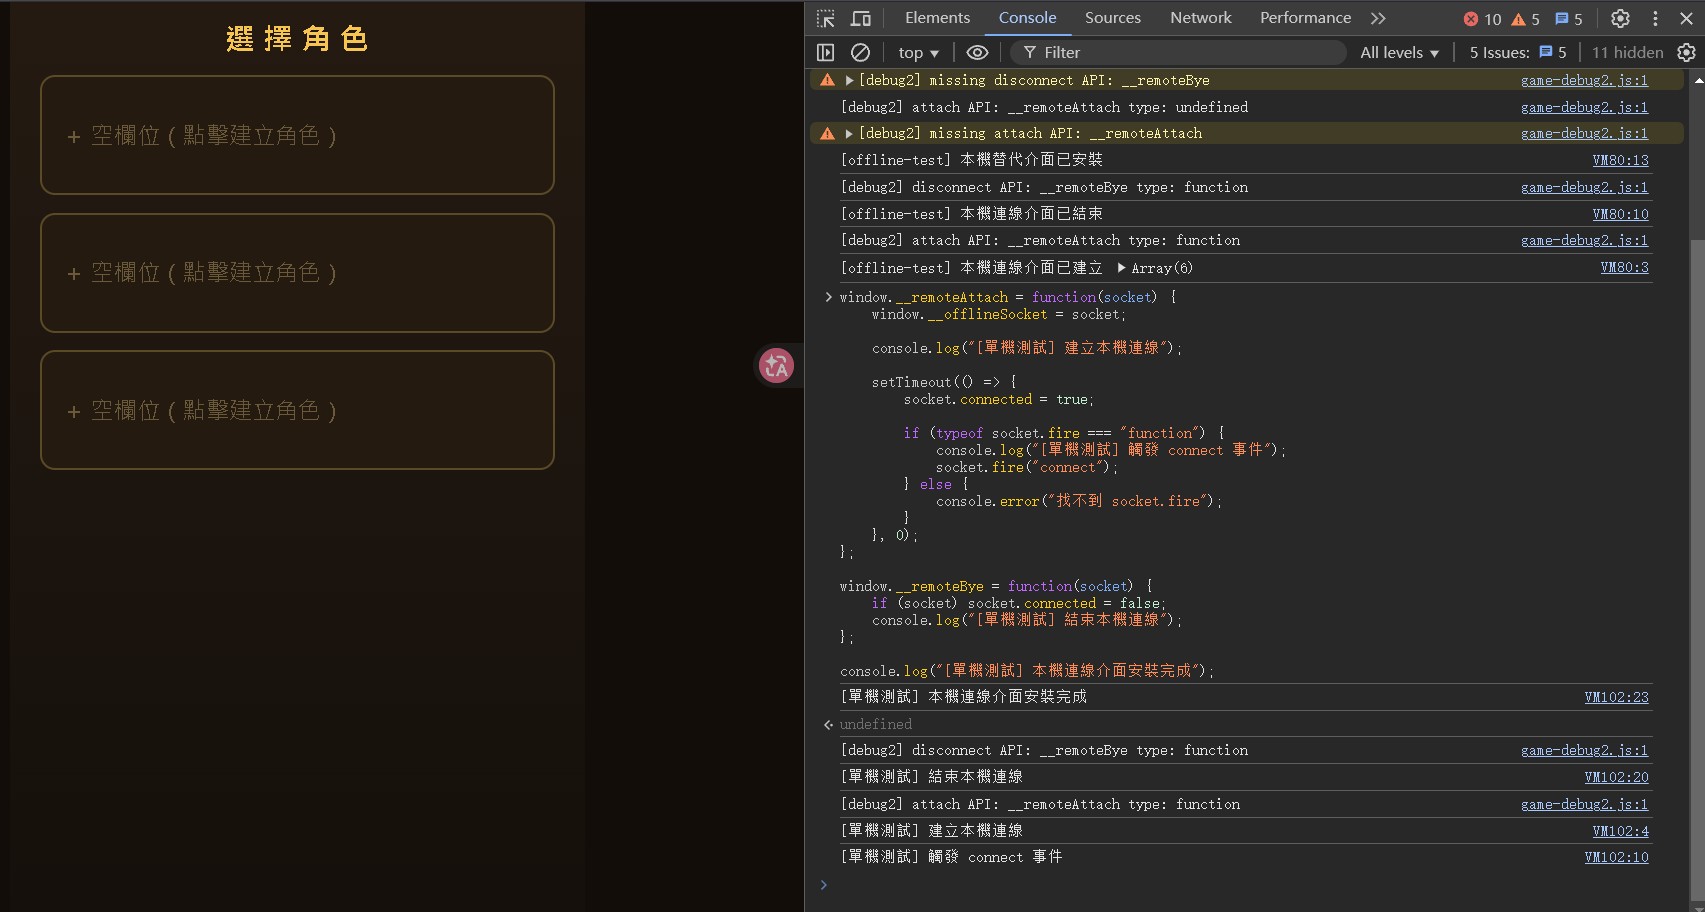 選擇角色
+ 空欄位（點擊建立角色）
+ 空欄位（點擊建立角色）
+ 空欄位（點擊建立角色）
Elements Console Sources Network Performance 10 5 5
top Filter All levels 5 Issues: 5 11 hidden
[debug2] missing disconnect API: __remoteBye game-debug2.js:1
[debug2] attach API: __remoteAttach type: undefined game-debug2.js:1
[debug2] missing attach API: __remoteAttach game-debug2.js:1
[offline-test] 本機替代介面已安裝 VM80:13
[debug2] disconnect API: __remoteBye type: function game-debug2.js:1
[offline-test] 本機連線介面已結束 VM80:10
[debug2] attach API: __remoteAttach type: function game-debug2.js:1
[offline-test] 本機連線介面已建立 ▶ Array(6) VM80:3
window.__remoteAttach = function(socket) {
window.__offlineSocket = socket;
console.log("[單機測試] 建立本機連線");
setTimeout(() => {
socket.connected = true;
if (typeof socket.fire === "function") {
console.log("[單機測試] 觸發 connect 事件");
socket.fire("connect");
} else {
console.error("找不到 socket.fire");
}
}, 0);
};
window.__remoteBye = function(socket) {
if (socket) socket.connected = false;
console.log("[單機測試] 結束本機連線");
};
console.log("[單機測試] 本機連線介面安裝完成");
[單機測試] 本機連線介面安裝完成 VM102:23
undefined
[debug2] disconnect API: __remoteBye type: function game-debug2.js:1
[單機測試] 結束本機連線 VM102:20
[debug2] attach API: __remoteAttach type: function game-debug2.js:1
[單機測試] 建立本機連線 VM102:4
[單機測試] 觸發 connect 事件 VM102:10